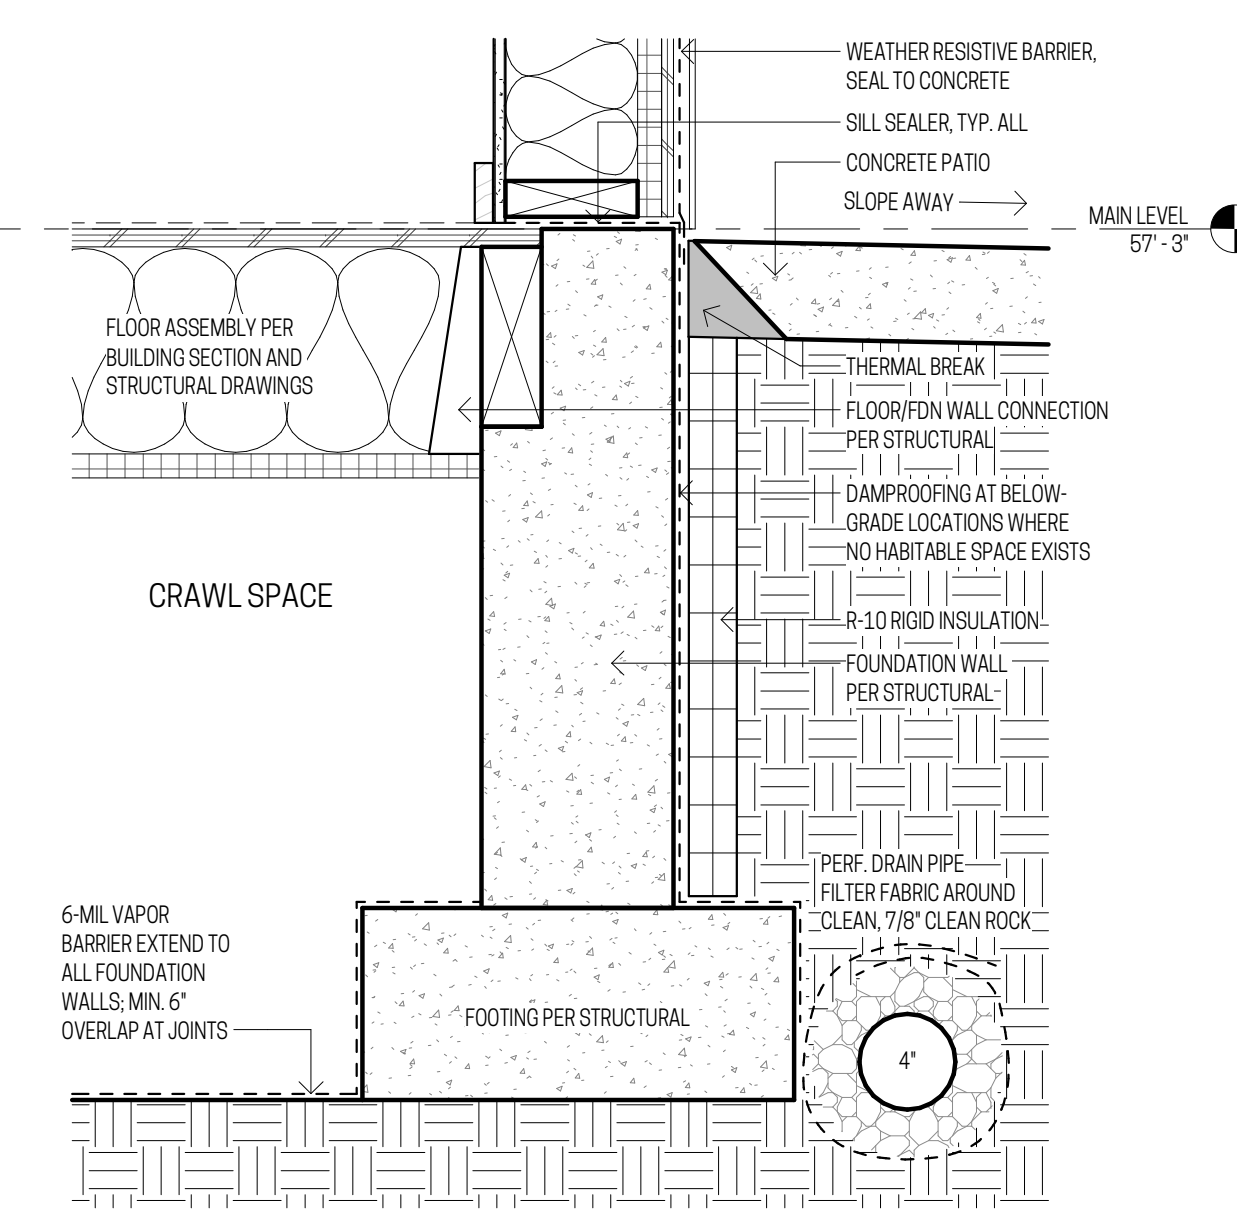 WEATHER RESISTIVE BARRIER,
SEAL TO CONCRETE
SILL SEALER, TYP. ALL
CONCRETE PATIO
SLOPE AWAY
MAIN LEVEL
57' - 3"
FLOOR ASSEMBLY PER
BUILDING SECTION AND
STRUCTURAL DRAWINGS
THERMAL BREAK
FLOOR/FDN WALL CONNECTION
PER STRUCTURAL
DAMPROOFING AT BELOW-
GRADE LOCATIONS WHERE
NO HABITABLE SPACE EXISTS
CRAWL SPACE
R-10 RIGID INSULATION
FOUNDATION WALL
PER STRUCTURAL
PERF. DRAIN PIPE
FILTER FABRIC AROUND
CLEAN, 7/8" CLEAN ROCK
6-MIL VAPOR
BARRIER EXTEND TO
ALL FOUNDATION
WALLS; MIN. 6"
OVERLAP AT JOINTS
FOOTING PER STRUCTURAL
4"